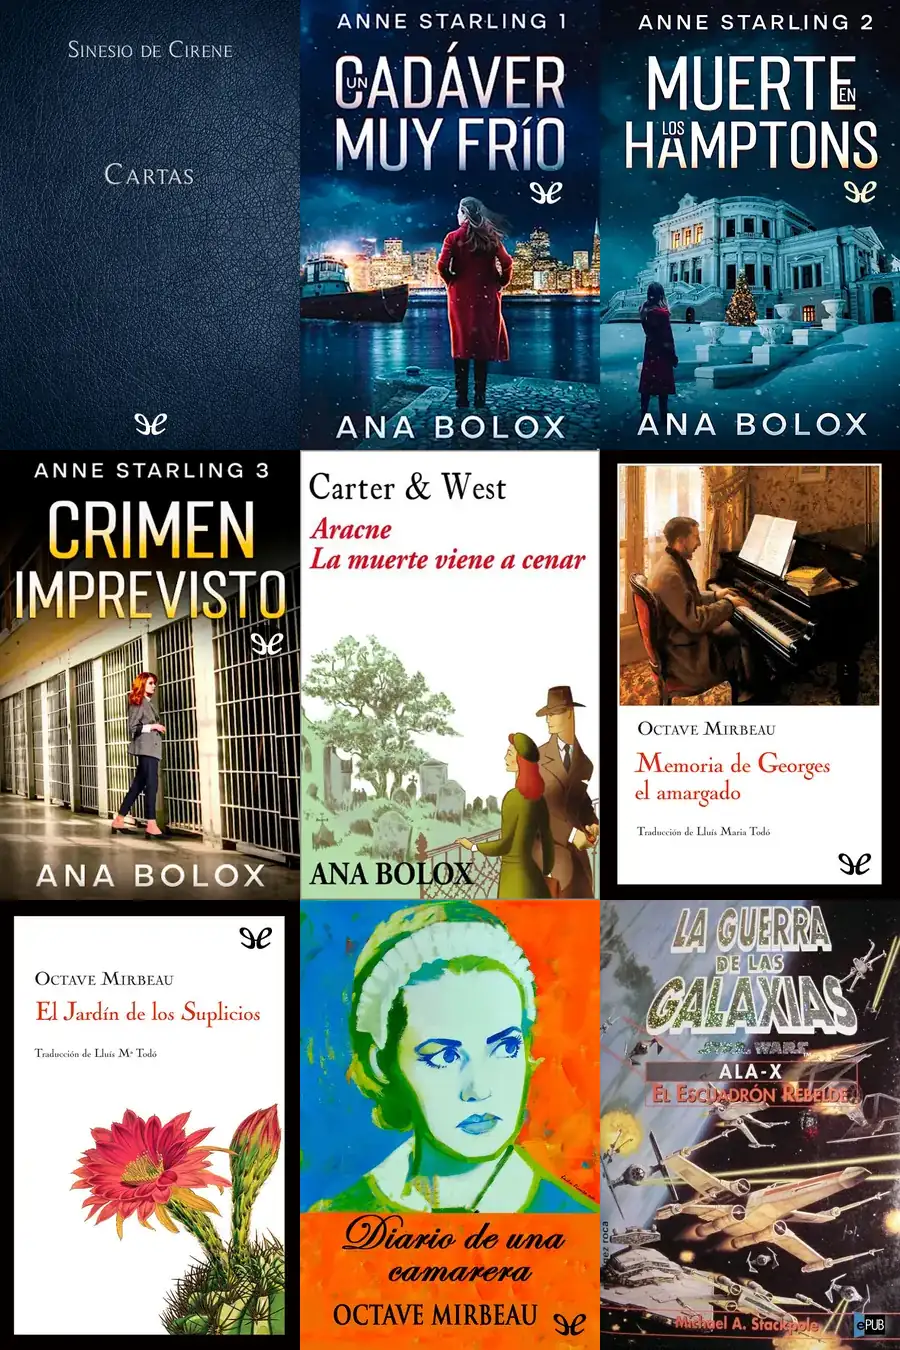 SINESIO DE CIRENE
CARTAS
ANNE STARLING 1
UN CADÁVER
MUY FRÍO
ANA BOLOX
ANNE STARLING 2
MUERTE EN
LOS HAMPTONS
ANA BOLOX
ANNE STARLING 3
CRIMEN
IMPREVISTO
ANA BOLOX
Carter & West
Aracne
La muerte viene a cenar
ANA BOLOX
OCTAVE MIRBEAU
Memoria de Georges
el amargado
Traducción de Lluís Maria Todó
OCTAVE MIRBEAU
El Jardín de los Suplicios
Traducción de Lluís Mª Todó
Diario de una
camarera
OCTAVE MIRBEAU
LA GUERRA
DE LAS
GALAXIAS
STAR WARS
ALA-X
EL ESCUADRÓN REBELDE
Michael A. Stackpole
ePUB